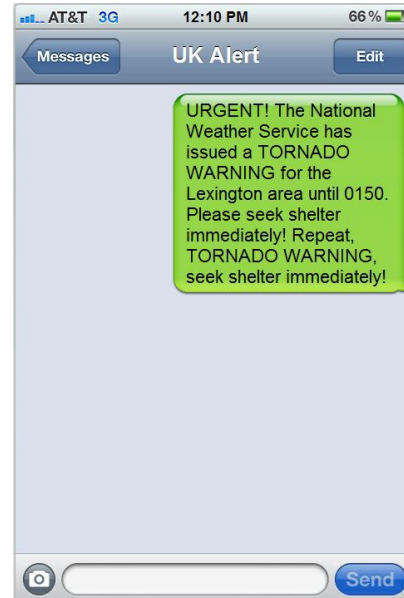 AT&T 3G 12:10 PM 66%
Messages UK Alert Edit
URGENT! The National
Weather Service has
issued a TORNADO
WARNING for the
Lexington area until 0150.
Please seek shelter
immediately! Repeat,
TORNADO WARNING,
seek shelter immediately!
Send